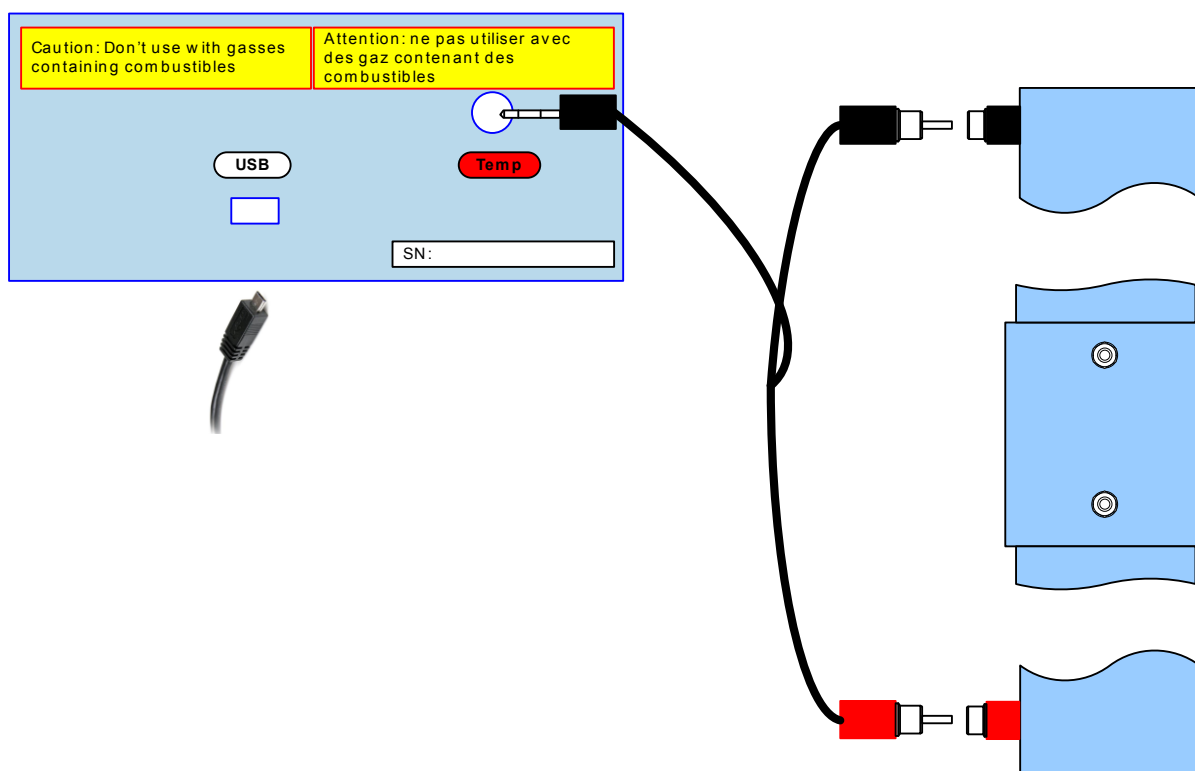 Caution: Don't use with gasses
containing combustibles
Attention: ne pas utiliser avec
des gaz contenant des
combustibles
USB
Temp
SN: